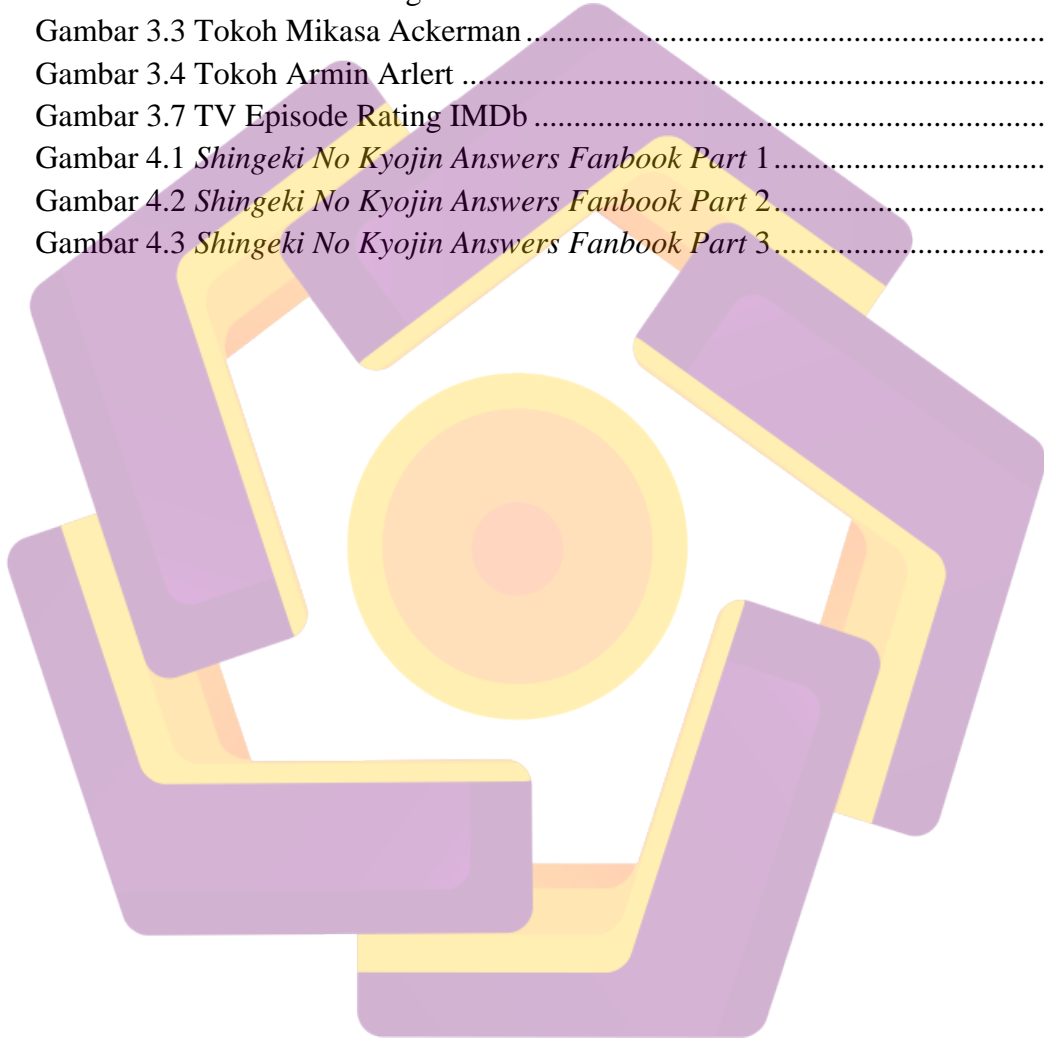 Gambar 3.3 Tokoh Mikasa Ackerman........................................................................
Gambar 3.4 Tokoh Armin Arlert ........................................................................
Gambar 3.7 TV Episode Rating IMDb ........................................................................
Gambar 4.1 Shingeki No Kyojin Answers Fanbook Part 1....................................
Gambar 4.2 Shingeki No Kyojin Answers Fanbook Part 2....................................
Gambar 4.3 Shingeki No Kyojin Answers Fanbook Part 3....................................